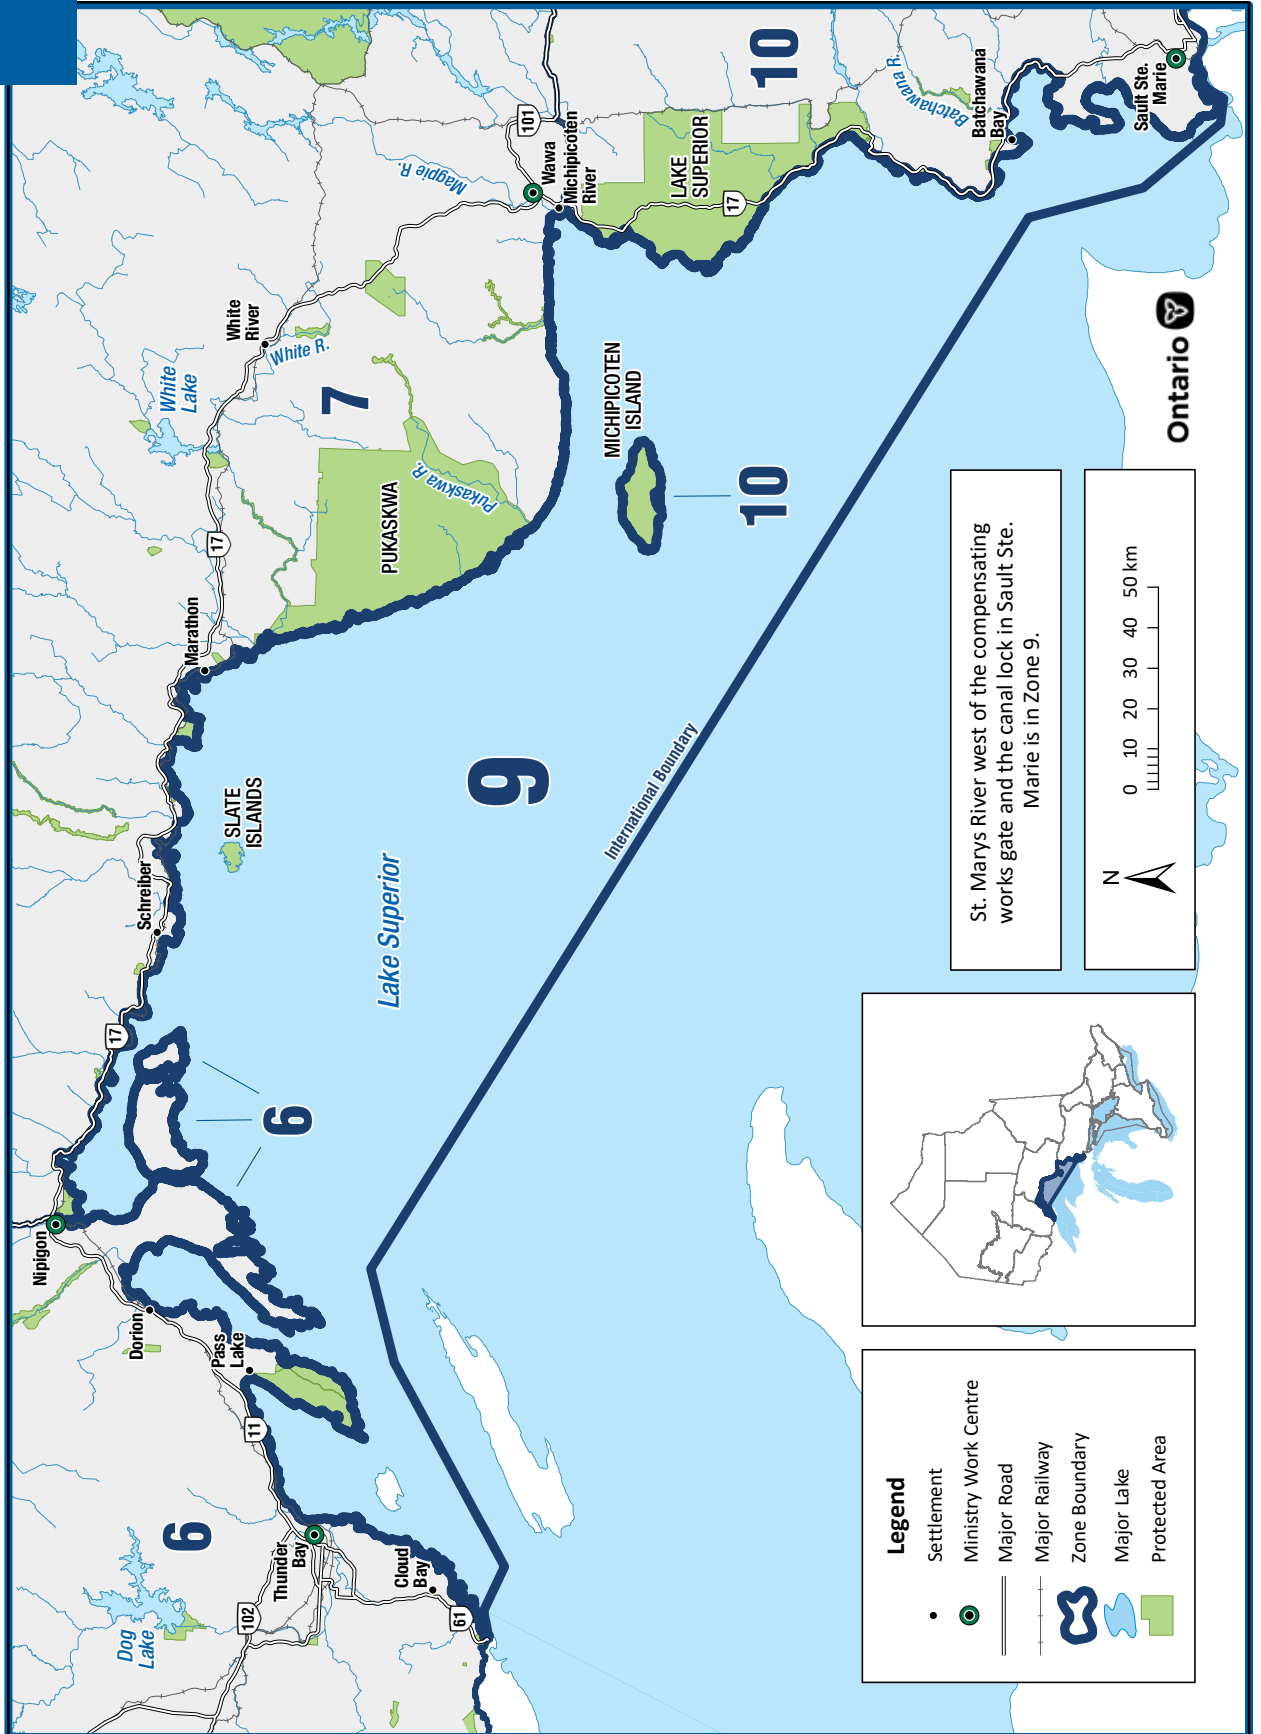 Nipigon
Dorion
Pass
Lake
11
Thunder
Bay
Cloud
Bay
61
102
Dog
Lake
6
6
17
Schreiber
SLATE
ISLANDS
Marathon
17
White
Lake
White
River
White R.
7
PUKASKWA
Pukaskwa R.
Magpie R.
101
Wawa
Michipicoten
River
MICHIPICOTEN
ISLAND
10
LAKE
SUPERIOR
17
10
Batchawana R.
Batchawana
Bay
Sault Ste.
Marie
Lake Superior
9
International Boundary
Legend
Settlement
Ministry Work Centre
Major Road
Major Railway
Zone Boundary
Major Lake
Protected Area
St. Marys River west of the compensating
works gate and the canal lock in Sault Ste.
Marie is in Zone 9.
N
0 10 20 30 40 50 km
Ontario